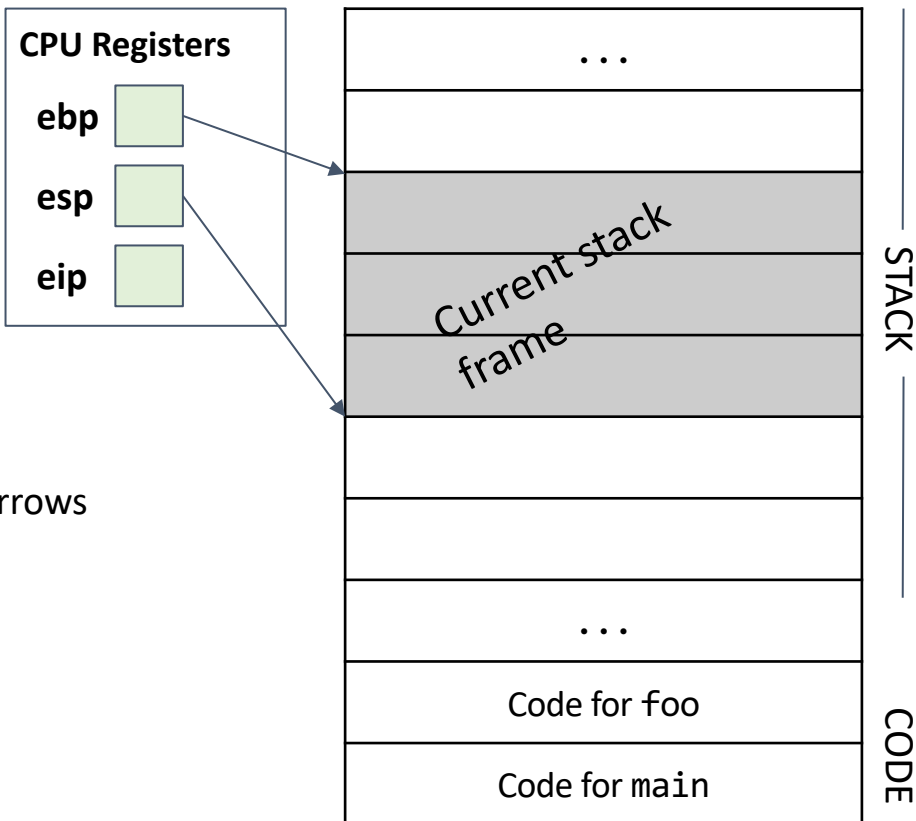 CPU Registers
ebp
esp
eip
...
Current stack
frame
STACK
rrows
...
Code for foo
Code for main
CODE